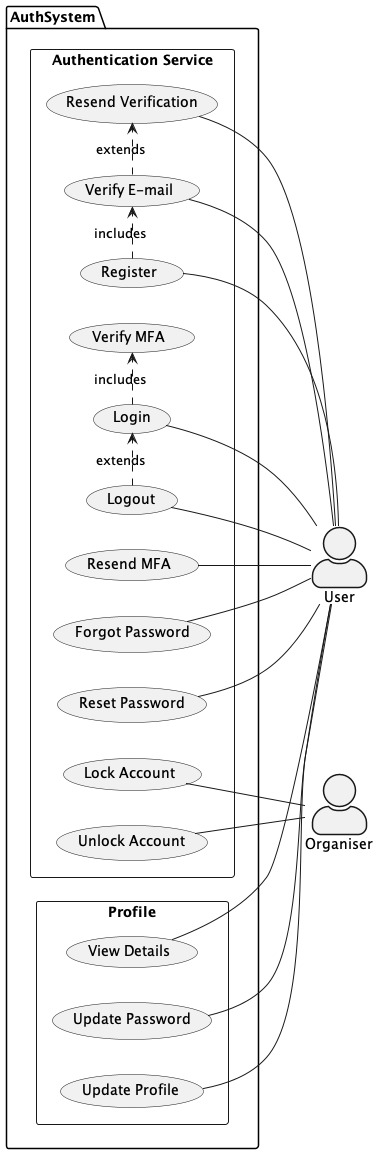 AuthSystem
Authentication Service
Resend Verification
extends
Verify E-mail
includes
Register
Verify MFA
includes
Login
extends
Logout
Resend MFA
User
Forgot Password
Reset Password
Lock Account
Unlock Account
Organiser
Profile
View Details
Update Password
Update Profile